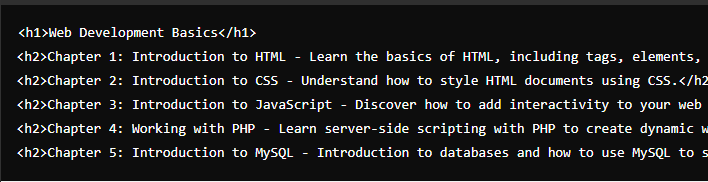 <h1>Web Development Basics</h1>
<h2>Chapter 1: Introduction to HTML - Learn the basics of HTML, including tags, elements,
<h2>Chapter 2: Introduction to CSS - Understand how to style HTML documents using CSS.</h2
<h2>Chapter 3: Introduction to JavaScript - Discover how to add interactivity to your web
<h2>Chapter 4: Working with PHP - Learn server-side scripting with PHP to create dynamic
<h2>Chapter 5: Introduction to MySQL - Introduction to databases and how to use MySQL to